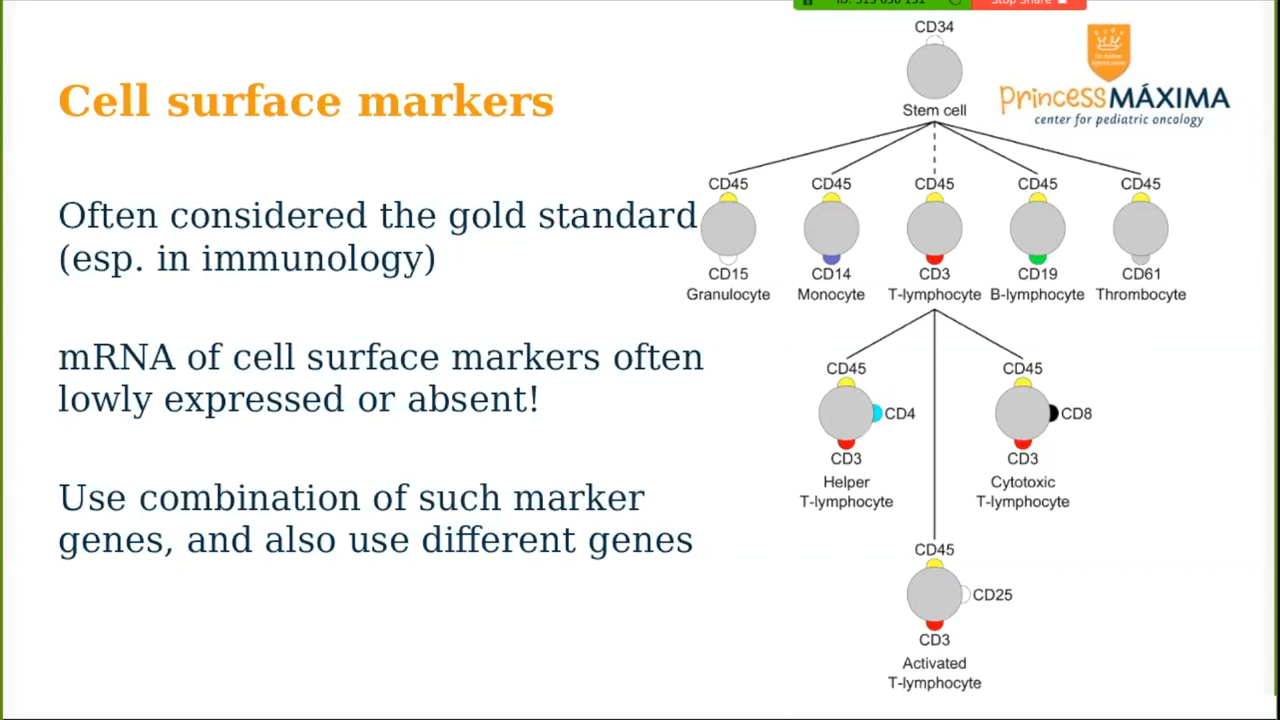 Stop Share
CD34
Cell surface markers
Stem cell
PrincessMÁXIMA
center for pediatric oncology
Often considered the gold standard
(esp. in immunology)
mRNA of cell surface markers often
lowly expressed or absent!
Use combination of such marker
genes, and also use different genes
CD45 CD45 CD45 CD45 CD45
CD15 CD14 CD3 CD19 CD61
Granulocyte Monocyte T-lymphocyte B-lymphocyte Thrombocyte
CD45 CD45
CD4 CD8
CD3 CD3
Helper Cytotoxic
T-lymphocyte T-lymphocyte
CD45
CD25
CD3
Activated
T-lymphocyte